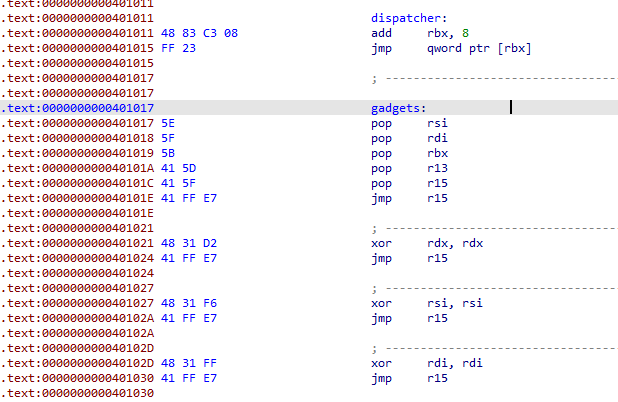 .text:0000000000401011
.text:0000000000401011 dispatcher:
.text:0000000000401011 48 83 C3 08 add rbx, 8
.text:0000000000401015 FF 23 jmp qword ptr [rbx]
.text:0000000000401015
.text:0000000000401017 ; ---------------------------------
.text:0000000000401017
.text:0000000000401017 gadgets:
.text:0000000000401017 5E pop rsi
.text:0000000000401018 5F pop rdi
.text:0000000000401019 5B pop rbx
.text:000000000040101A 41 5D pop r13
.text:000000000040101C 41 5F pop r15
.text:000000000040101E 41 FF E7 jmp r15
.text:000000000040101E
.text:0000000000401021 ; ---------------------------------
.text:0000000000401021 48 31 D2 xor rdx, rdx
.text:0000000000401024 41 FF E7 jmp r15
.text:0000000000401024
.text:0000000000401027 ; ---------------------------------
.text:0000000000401027 48 31 F6 xor rsi, rsi
.text:000000000040102A 41 FF E7 jmp r15
.text:000000000040102A
.text:000000000040102D ; ---------------------------------
.text:000000000040102D 48 31 FF xor rdi, rdi
.text:0000000000401030 41 FF E7 jmp r15
.text:0000000000401030